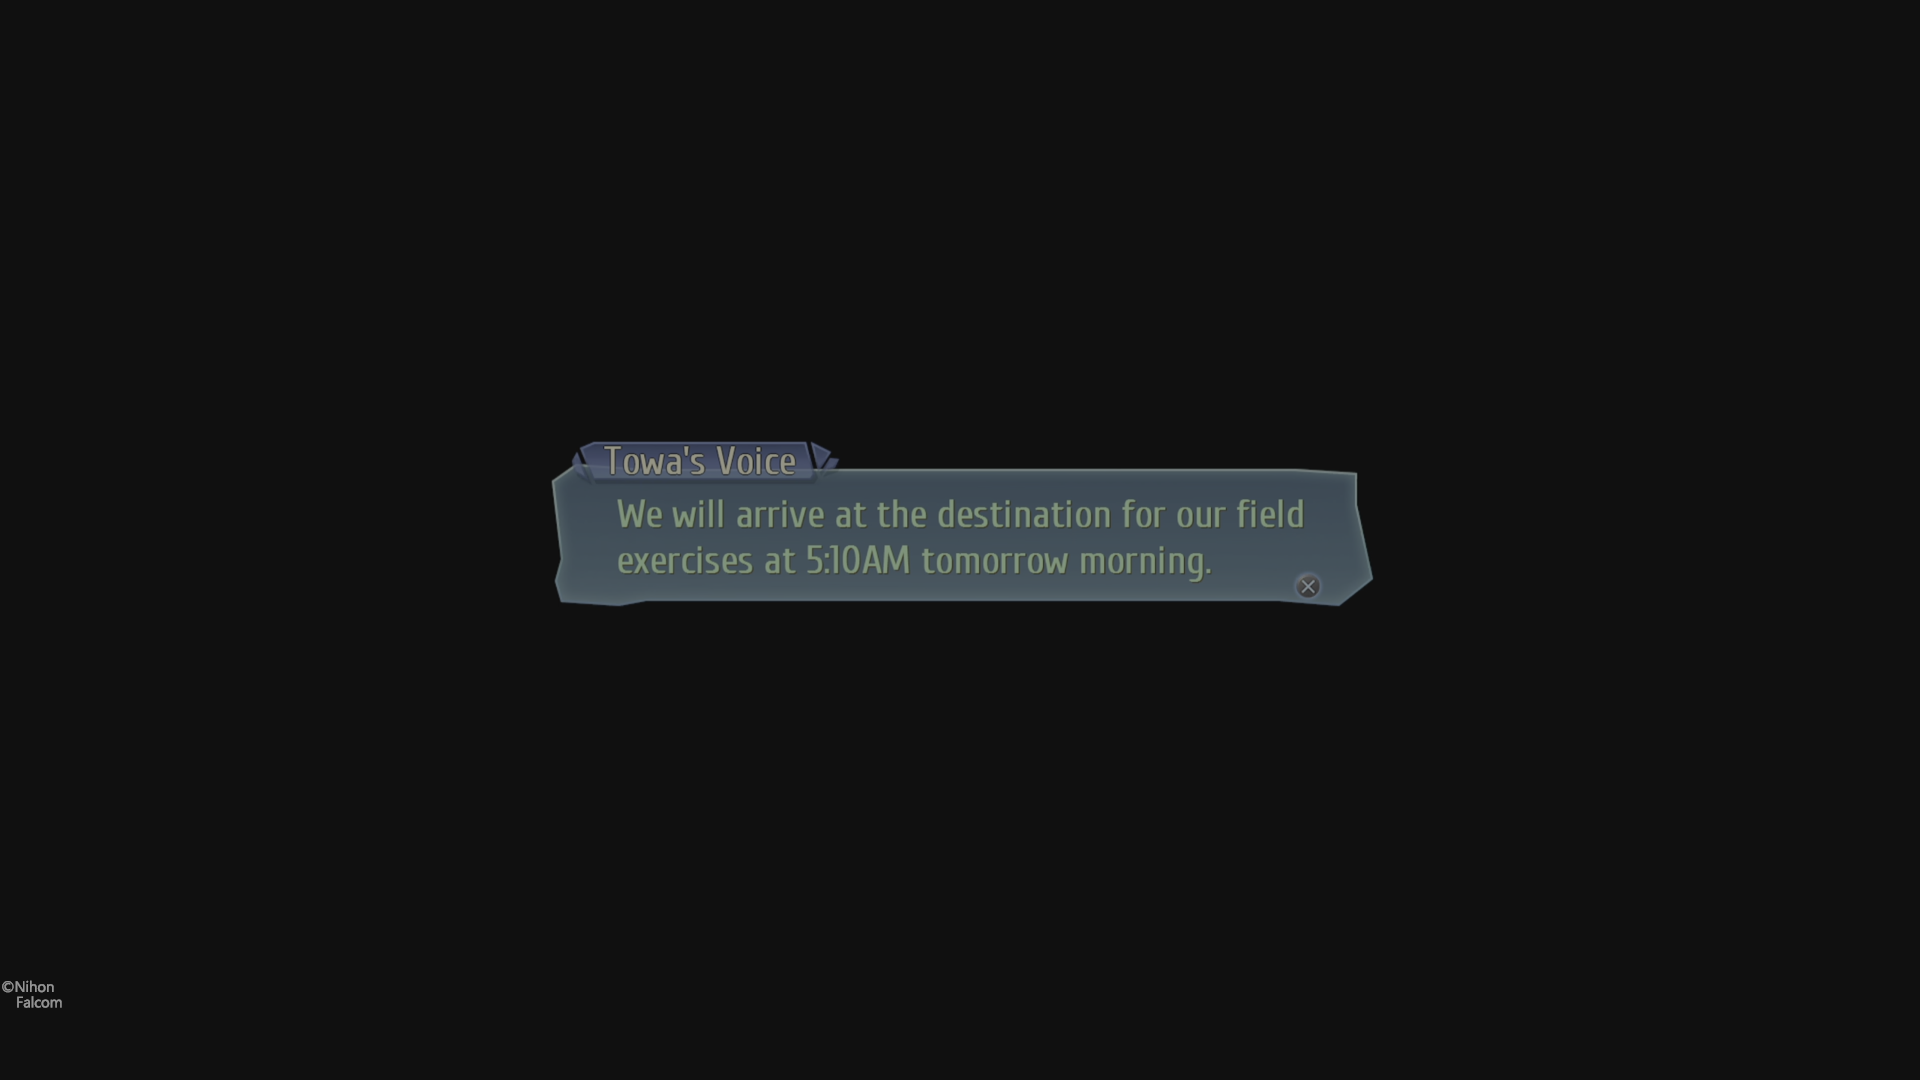 Towa's Voice
We will arrive at the destination for our field
exercises at 5:10AM tomorrow morning.
©Nihon
Falcom